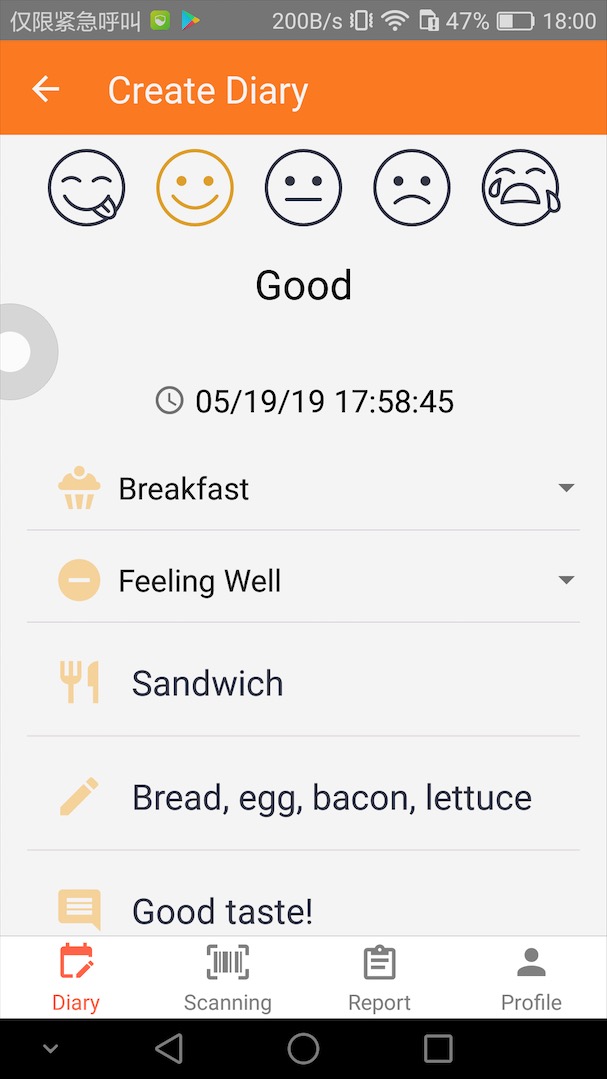 仅限紧急呼叫 200B/s 47% 18:00
Create Diary
Good
05/19/19 17:58:45
Breakfast
Feeling Well
Sandwich
Bread, egg, bacon, lettuce
Good taste!
Diary Scanning Report Profile